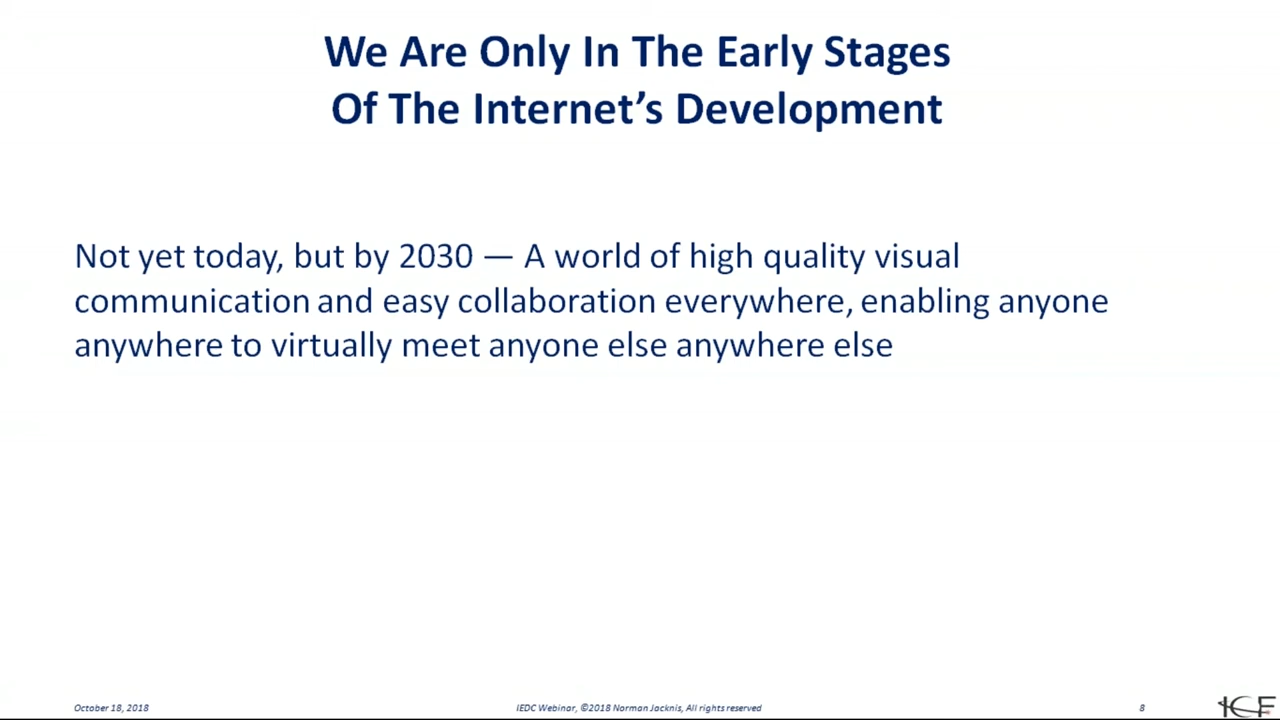 We Are Only In The Early Stages
Of The Internet’s Development
Not yet today, but by 2030 — A world of high quality visual
communication and easy collaboration everywhere, enabling anyone
anywhere to virtually meet anyone else anywhere else
October 18, 2018
IEDC Webinar, ©2018 Norman Jacknis, All rights reserved
8
ICF